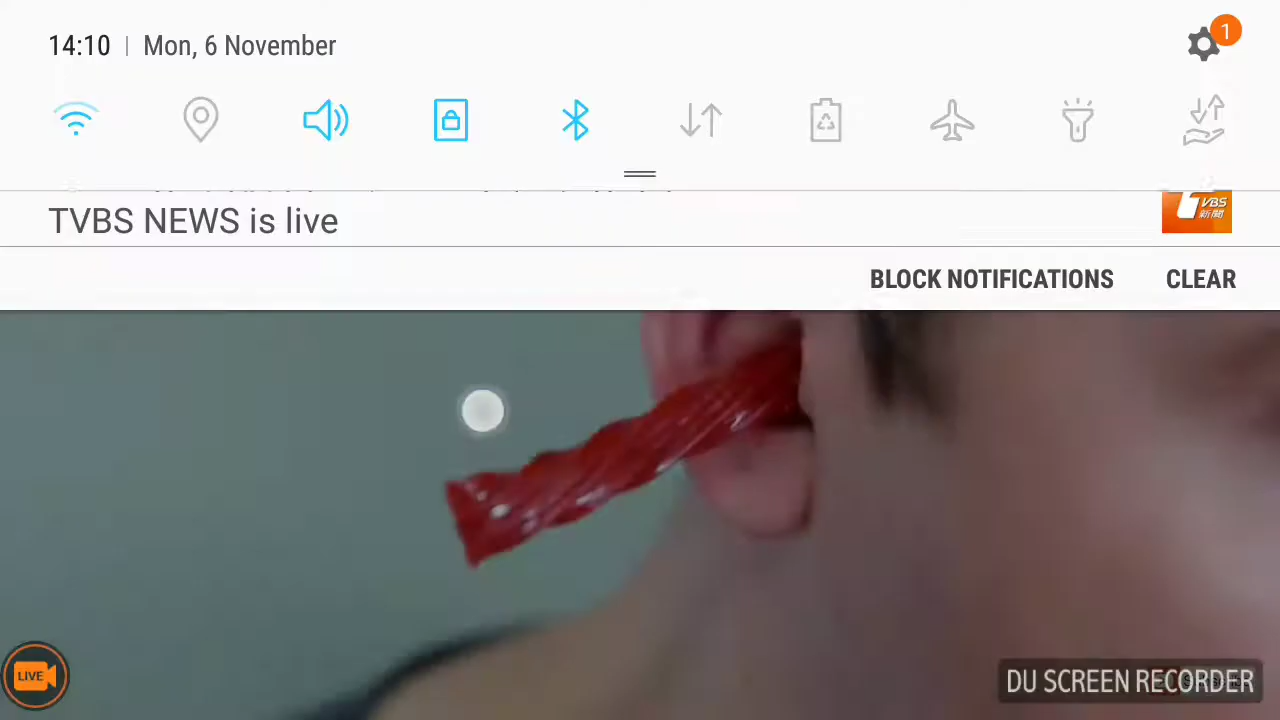 14:10 | Mon, 6 November
1
TVBS NEWS is live
VBS
新聞
BLOCK NOTIFICATIONS CLEAR
LIVE
DU SCREEN RECORDER